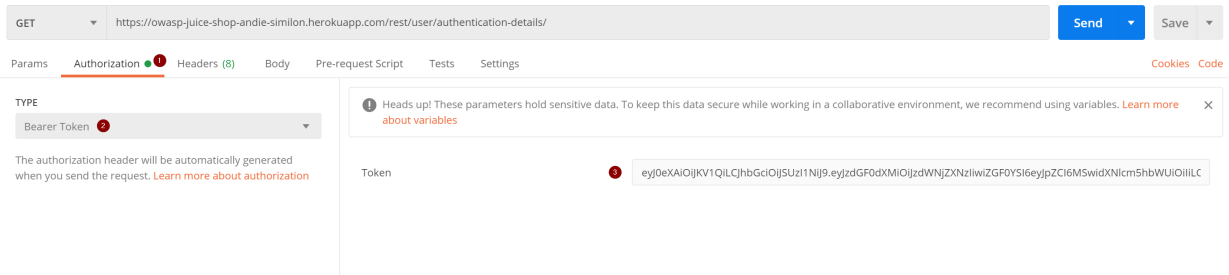 GET https://owasp-juice-shop-andie-similon.herokuapp.com/rest/user/authentication-details/ Send Save
Params Authorization 1 Headers (8) Body Pre-request Script Tests Settings Cookies Code
TYPE
Bearer Token 2
The authorization header will be automatically generated
when you send the request. Learn more about authorization
Heads up! These parameters hold sensitive data. To keep this data secure while working in a collaborative environment, we recommend using variables. Learn more
about variables
Token 3 eyJ0eXAiOiJKV1QiLCJhbGciOiJSUzI1NiJ9.eyJzdGF0dXMiOiJzdWNjZXNzIiwiZGF0YSI6eyJpZCI6MSwidXNlcm5hbWUiOiIiLC